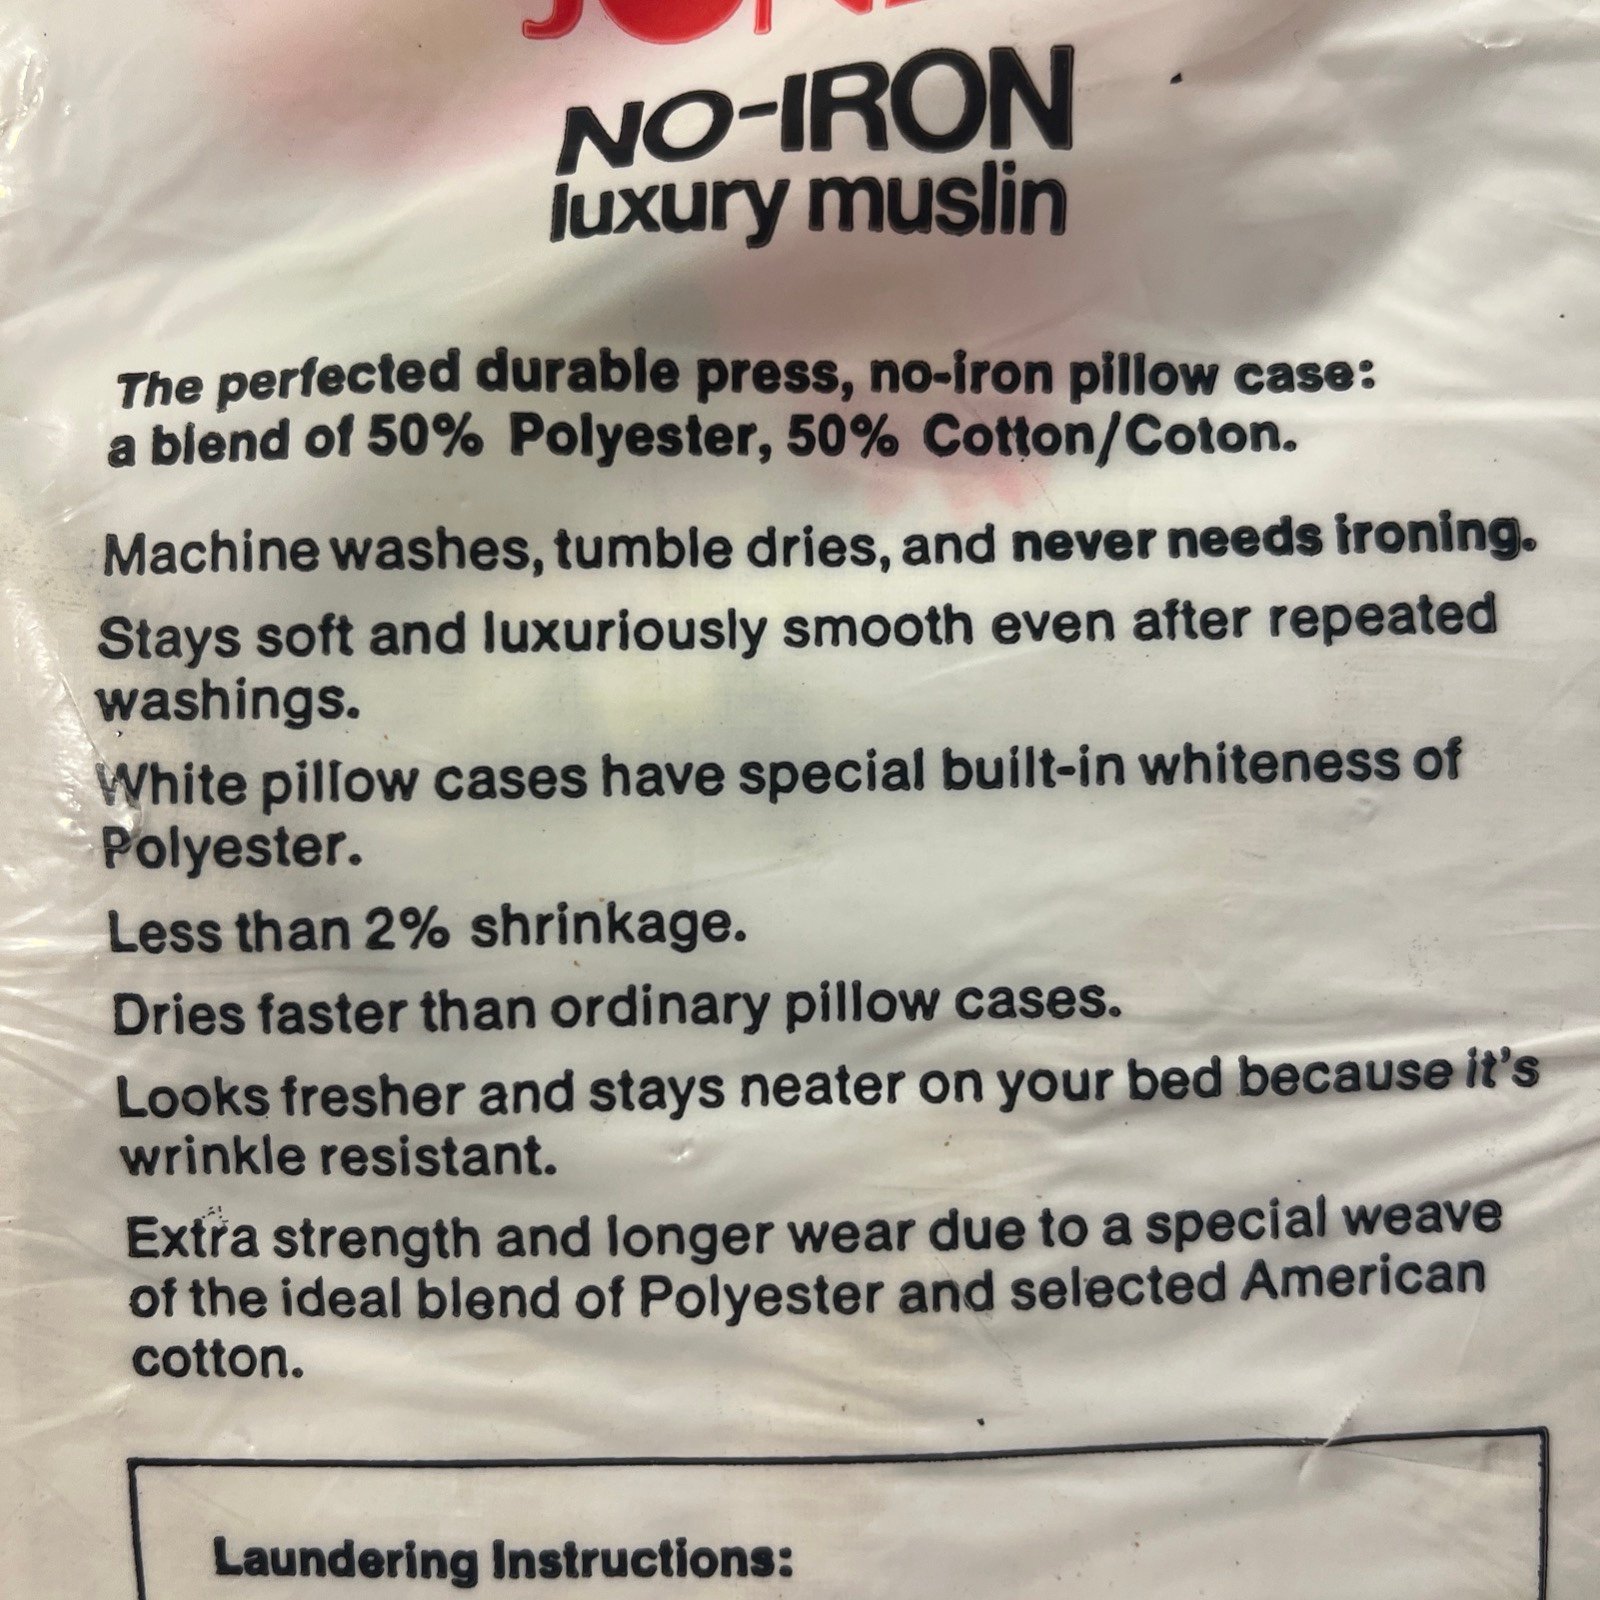 NO-IRON
luxury muslin
The perfected durable press, no-iron pillow case:
a blend of 50% Polyester, 50% Cotton/Coton.
Machine washes, tumble dries, and never needs ironing.
Stays soft and luxuriously smooth even after repeated
washings.
White pillow cases have special built-in whiteness of
Polyester.
Less than 2% shrinkage.
Dries faster than ordinary pillow cases.
Looks fresher and stays neater on your bed because it's
wrinkle resistant.
Extra strength and longer wear due to a special weave
of the ideal blend of Polyester and selected American
cotton.
Laundering Instructions: